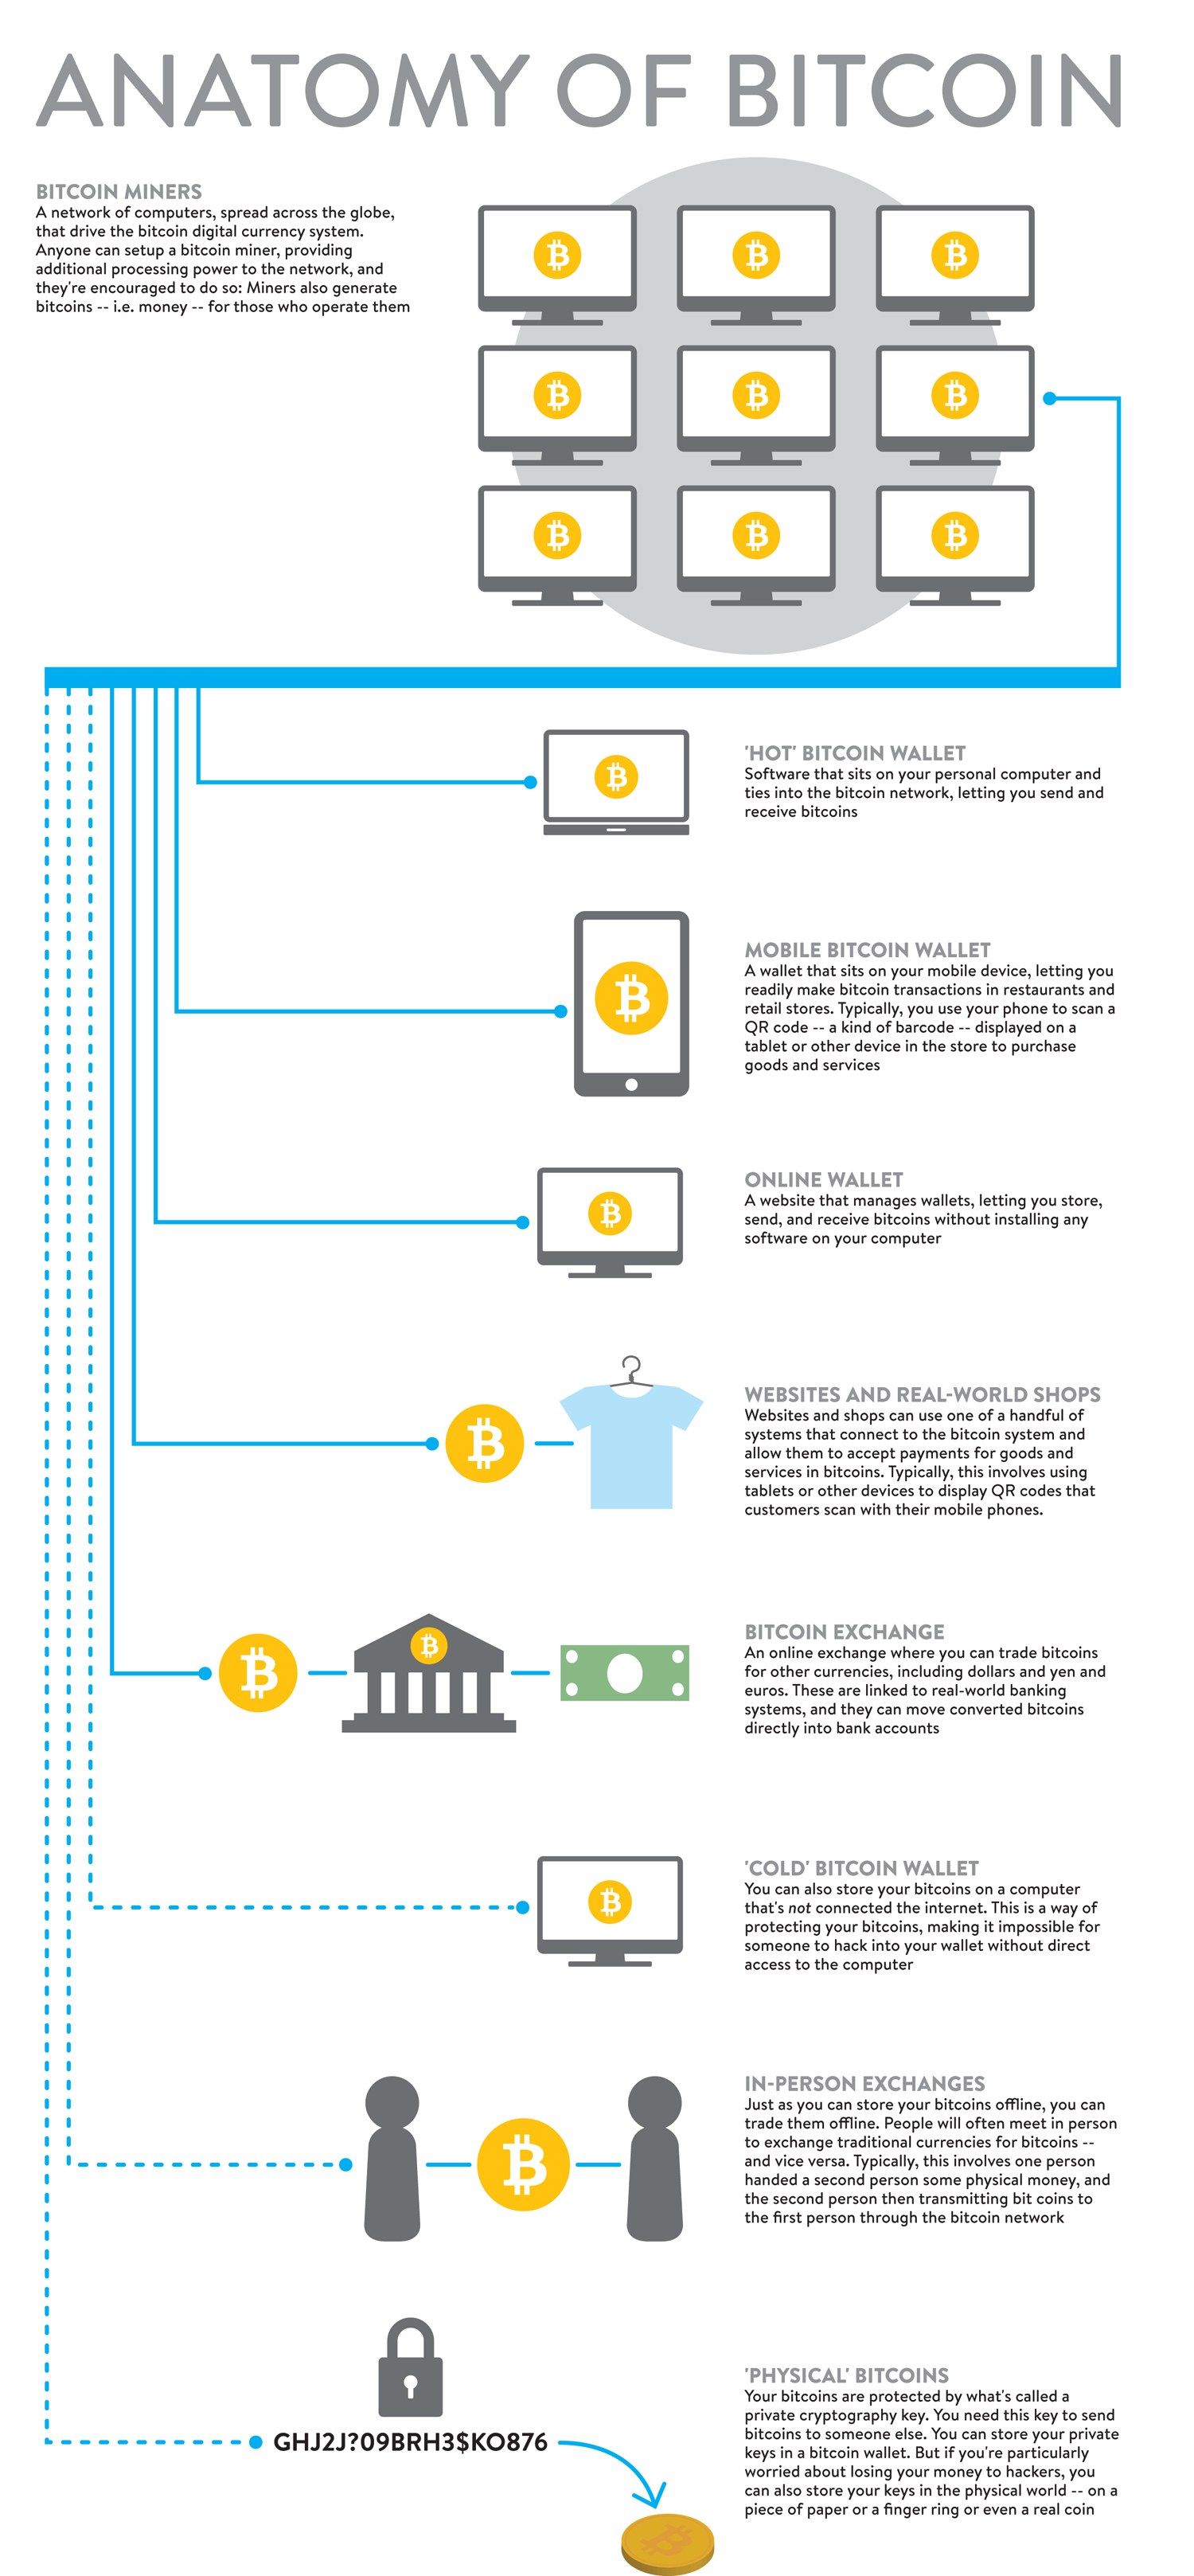 ANATOMY OF BITCOIN
BITCOIN MINERS
A network of computers, spread across the globe,
that drive the bitcoin digital currency system.
Anyone can setup a bitcoin miner, providing
additional processing power to the network, and
they're encouraged to do so: Miners also generate
bitcoins -- i.e. money -- for those who operate them
'HOT' BITCOIN WALLET
Software that sits on your personal computer and
ties into the bitcoin network, letting you send and
receive bitcoins
MOBILE BITCOIN WALLET
A wallet that sits on your mobile device, letting you
readily make bitcoin transactions in restaurants and
retail stores. Typically, you use your phone to scan a
QR code -- a kind of barcode -- displayed on a
tablet or other device in the store to purchase
goods and services
ONLINE WALLET
A website that manages wallets, letting you store,
send, and receive bitcoins without installing any
software on your computer
WEBSITES AND REAL-WORLD SHOPS
Websites and shops can use one of a handful of
systems that connect to the bitcoin system and
allow them to accept payments for goods and
services in bitcoins. Typically, this involves using
tablets or other devices to display QR codes that
customers scan with their mobile phones.
BITCOIN EXCHANGE
An online exchange where you can trade bitcoins
for other currencies, including dollars and yen and
euros. These are linked to real-world banking
systems, and they can move converted bitcoins
directly into bank accounts
'COLD' BITCOIN WALLET
You can also store your bitcoins on a computer
that's not connected the internet. This is a way of
protecting your bitcoins, making it impossible for
someone to hack into your wallet without direct
access to the computer
IN-PERSON EXCHANGES
Just as you can store your bitcoins offline, you can
trade them offline. People will often meet in person
to exchange traditional currencies for bitcoins --
and vice versa. Typically, this involves one person
handed a second person some physical money, and
the second person then transmitting bit coins to
the first person through the bitcoin network
'PHYSICAL' BITCOINS
Your bitcoins are protected by what's called a
private cryptography key. You need this key to send
bitcoins to someone else. You can store your private
keys in a bitcoin wallet. But if you're particularly
worried about losing your money to hackers, you
can also store your keys in the physical world -- on a
piece of paper or a finger ring or even a real coin
GHJ2J?09BRH3$KO876